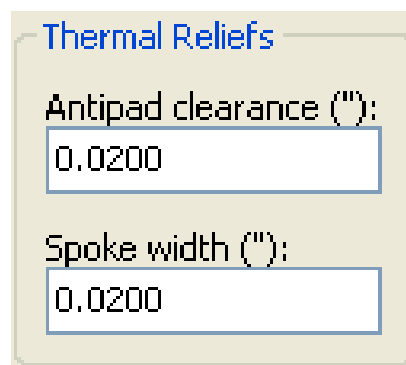 Thermal Reliefs
Antipad clearance ("):
0.0200
Spoke width ("):
0.0200